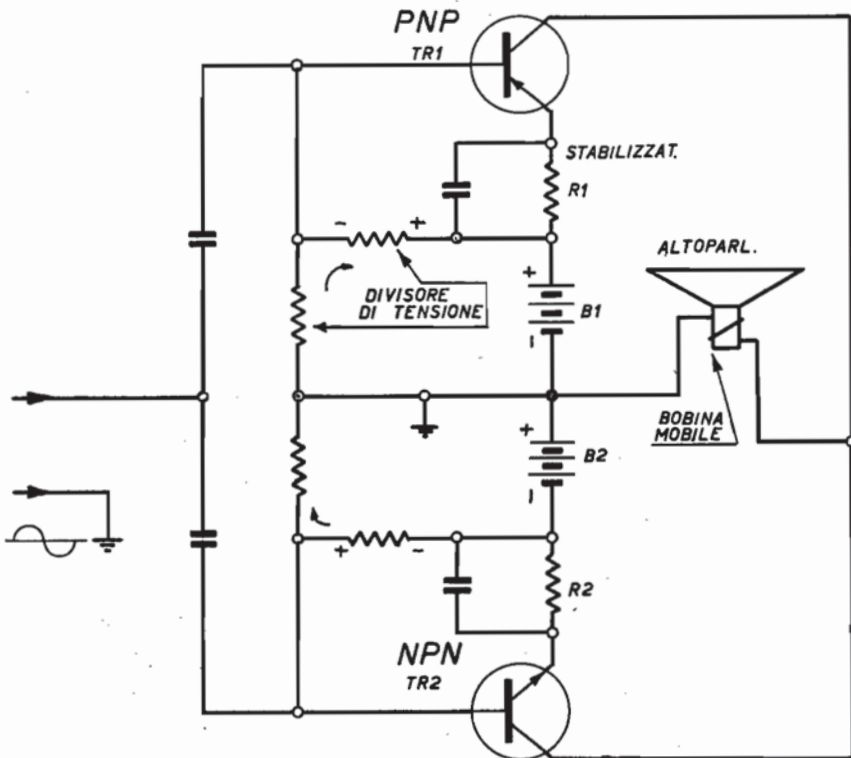 PNP
TR1
STABILIZZAT.
R1
- +
ALTOPARL.
+
DIVISORE
DI TENSIONE
B1
-
BOBINA
MOBILE
+
B2
-
+ -
R2
NPN
TR2